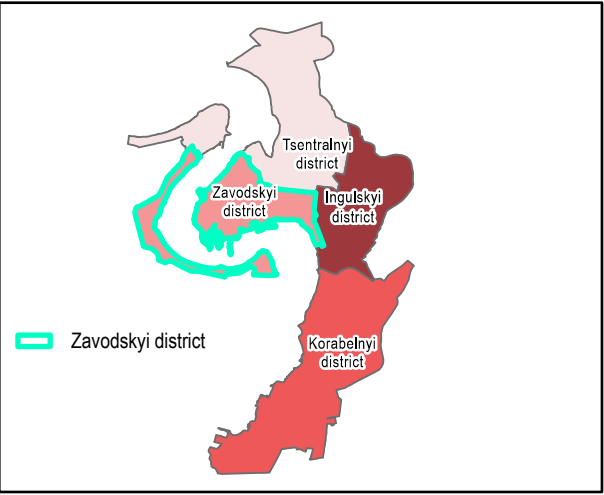 Tsentralnyi
district
Zavodskyi
district
Ingulskyi
district
Zavodskyi district
Korabelnyi
district